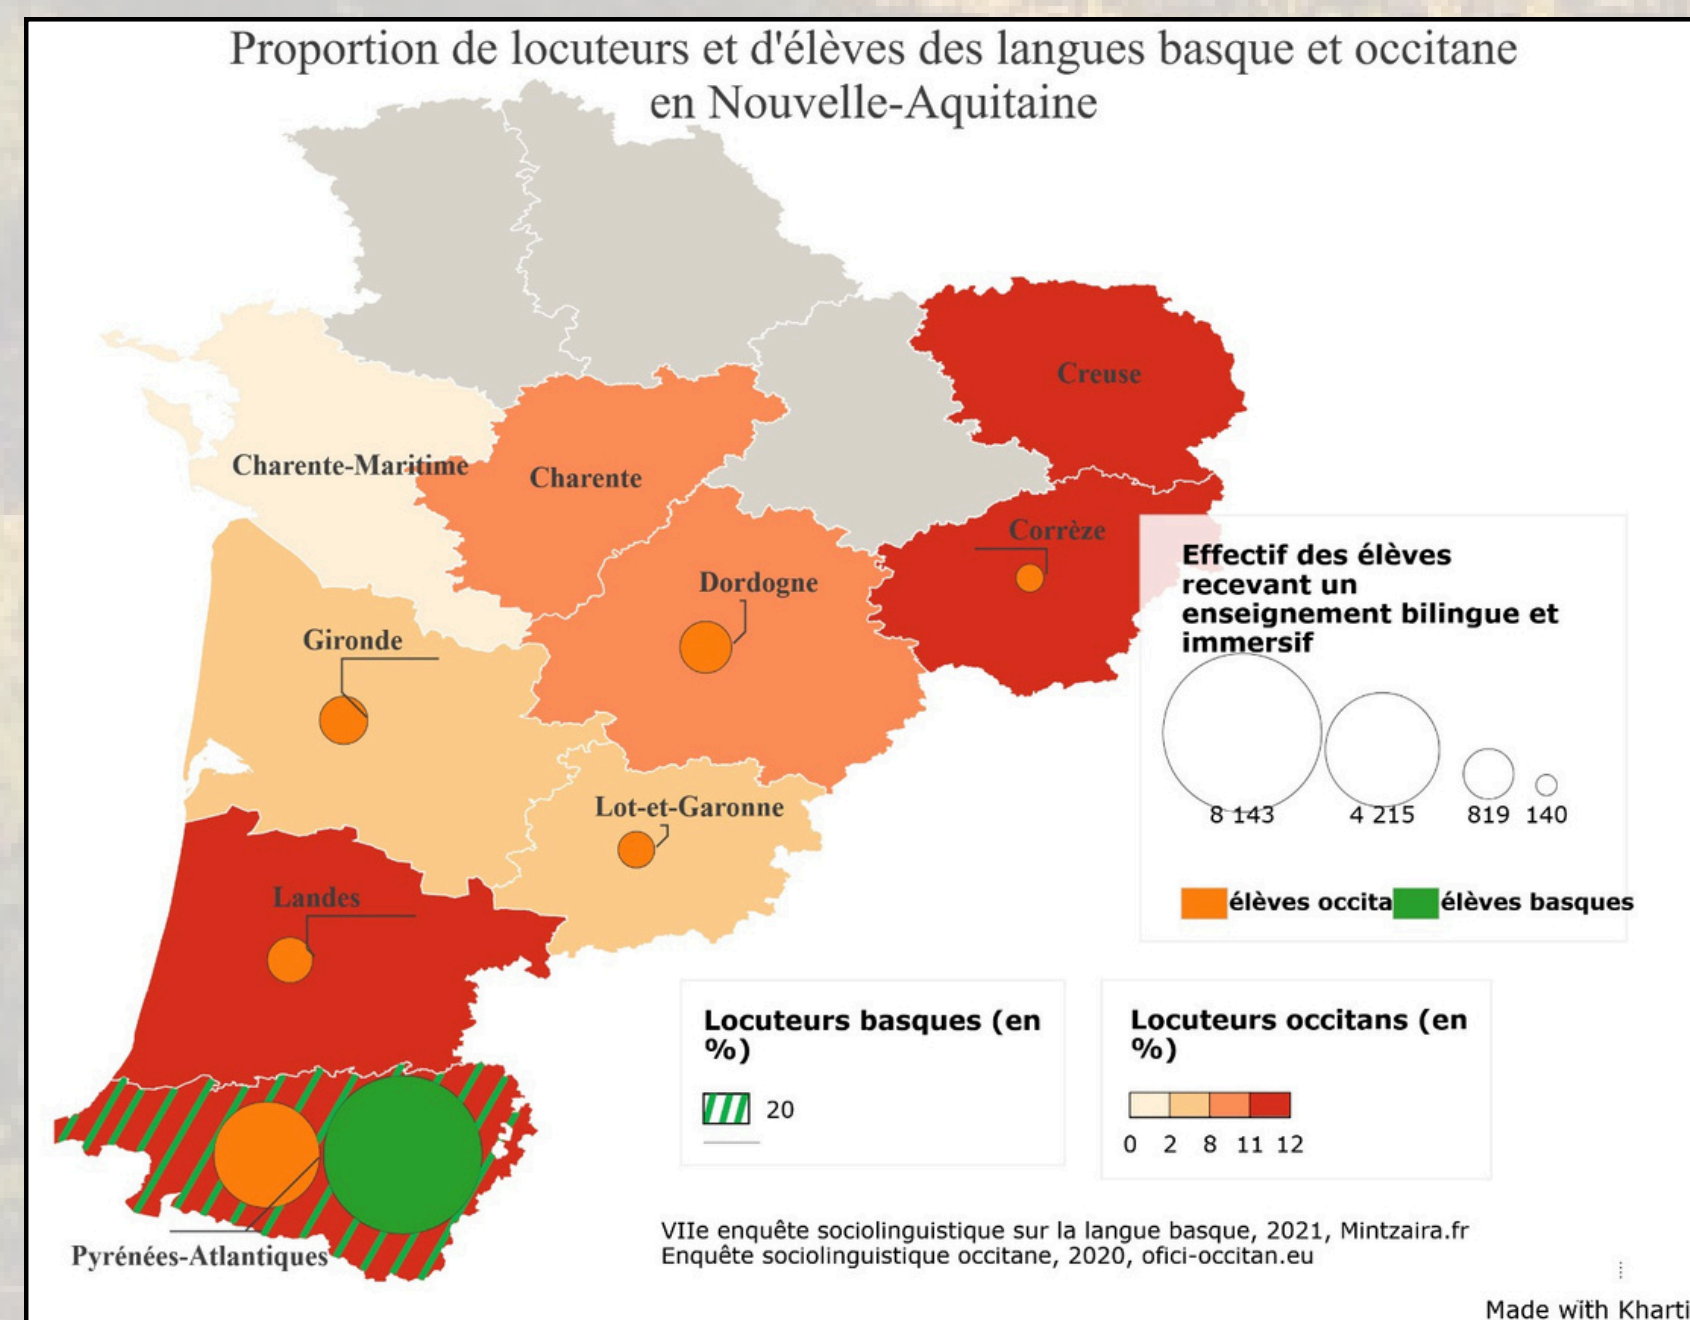 Proportion de locuteurs et d'élèves des langues basque et occitane
en Nouvelle-Aquitaine
Creuse
Charente-Maritime
Charente
Corrèze
Dordogne
Gironde
Lot-et-Garonne
Landes
Pyrénées-Atlantiques
Effectif des élèves
recevant un
enseignement bilingue et
immersif
8 143 4 215 819 140
élèves occita élèves basques
Locuteurs basques (en
%)
20
Locuteurs occitans (en
%)
0 2 8 11 12
VIIe enquête sociolinguistique sur la langue basque, 2021, Mintzaira.fr
Enquête sociolinguistique occitane, 2020, ofici-occitan.eu
Made with Kharti